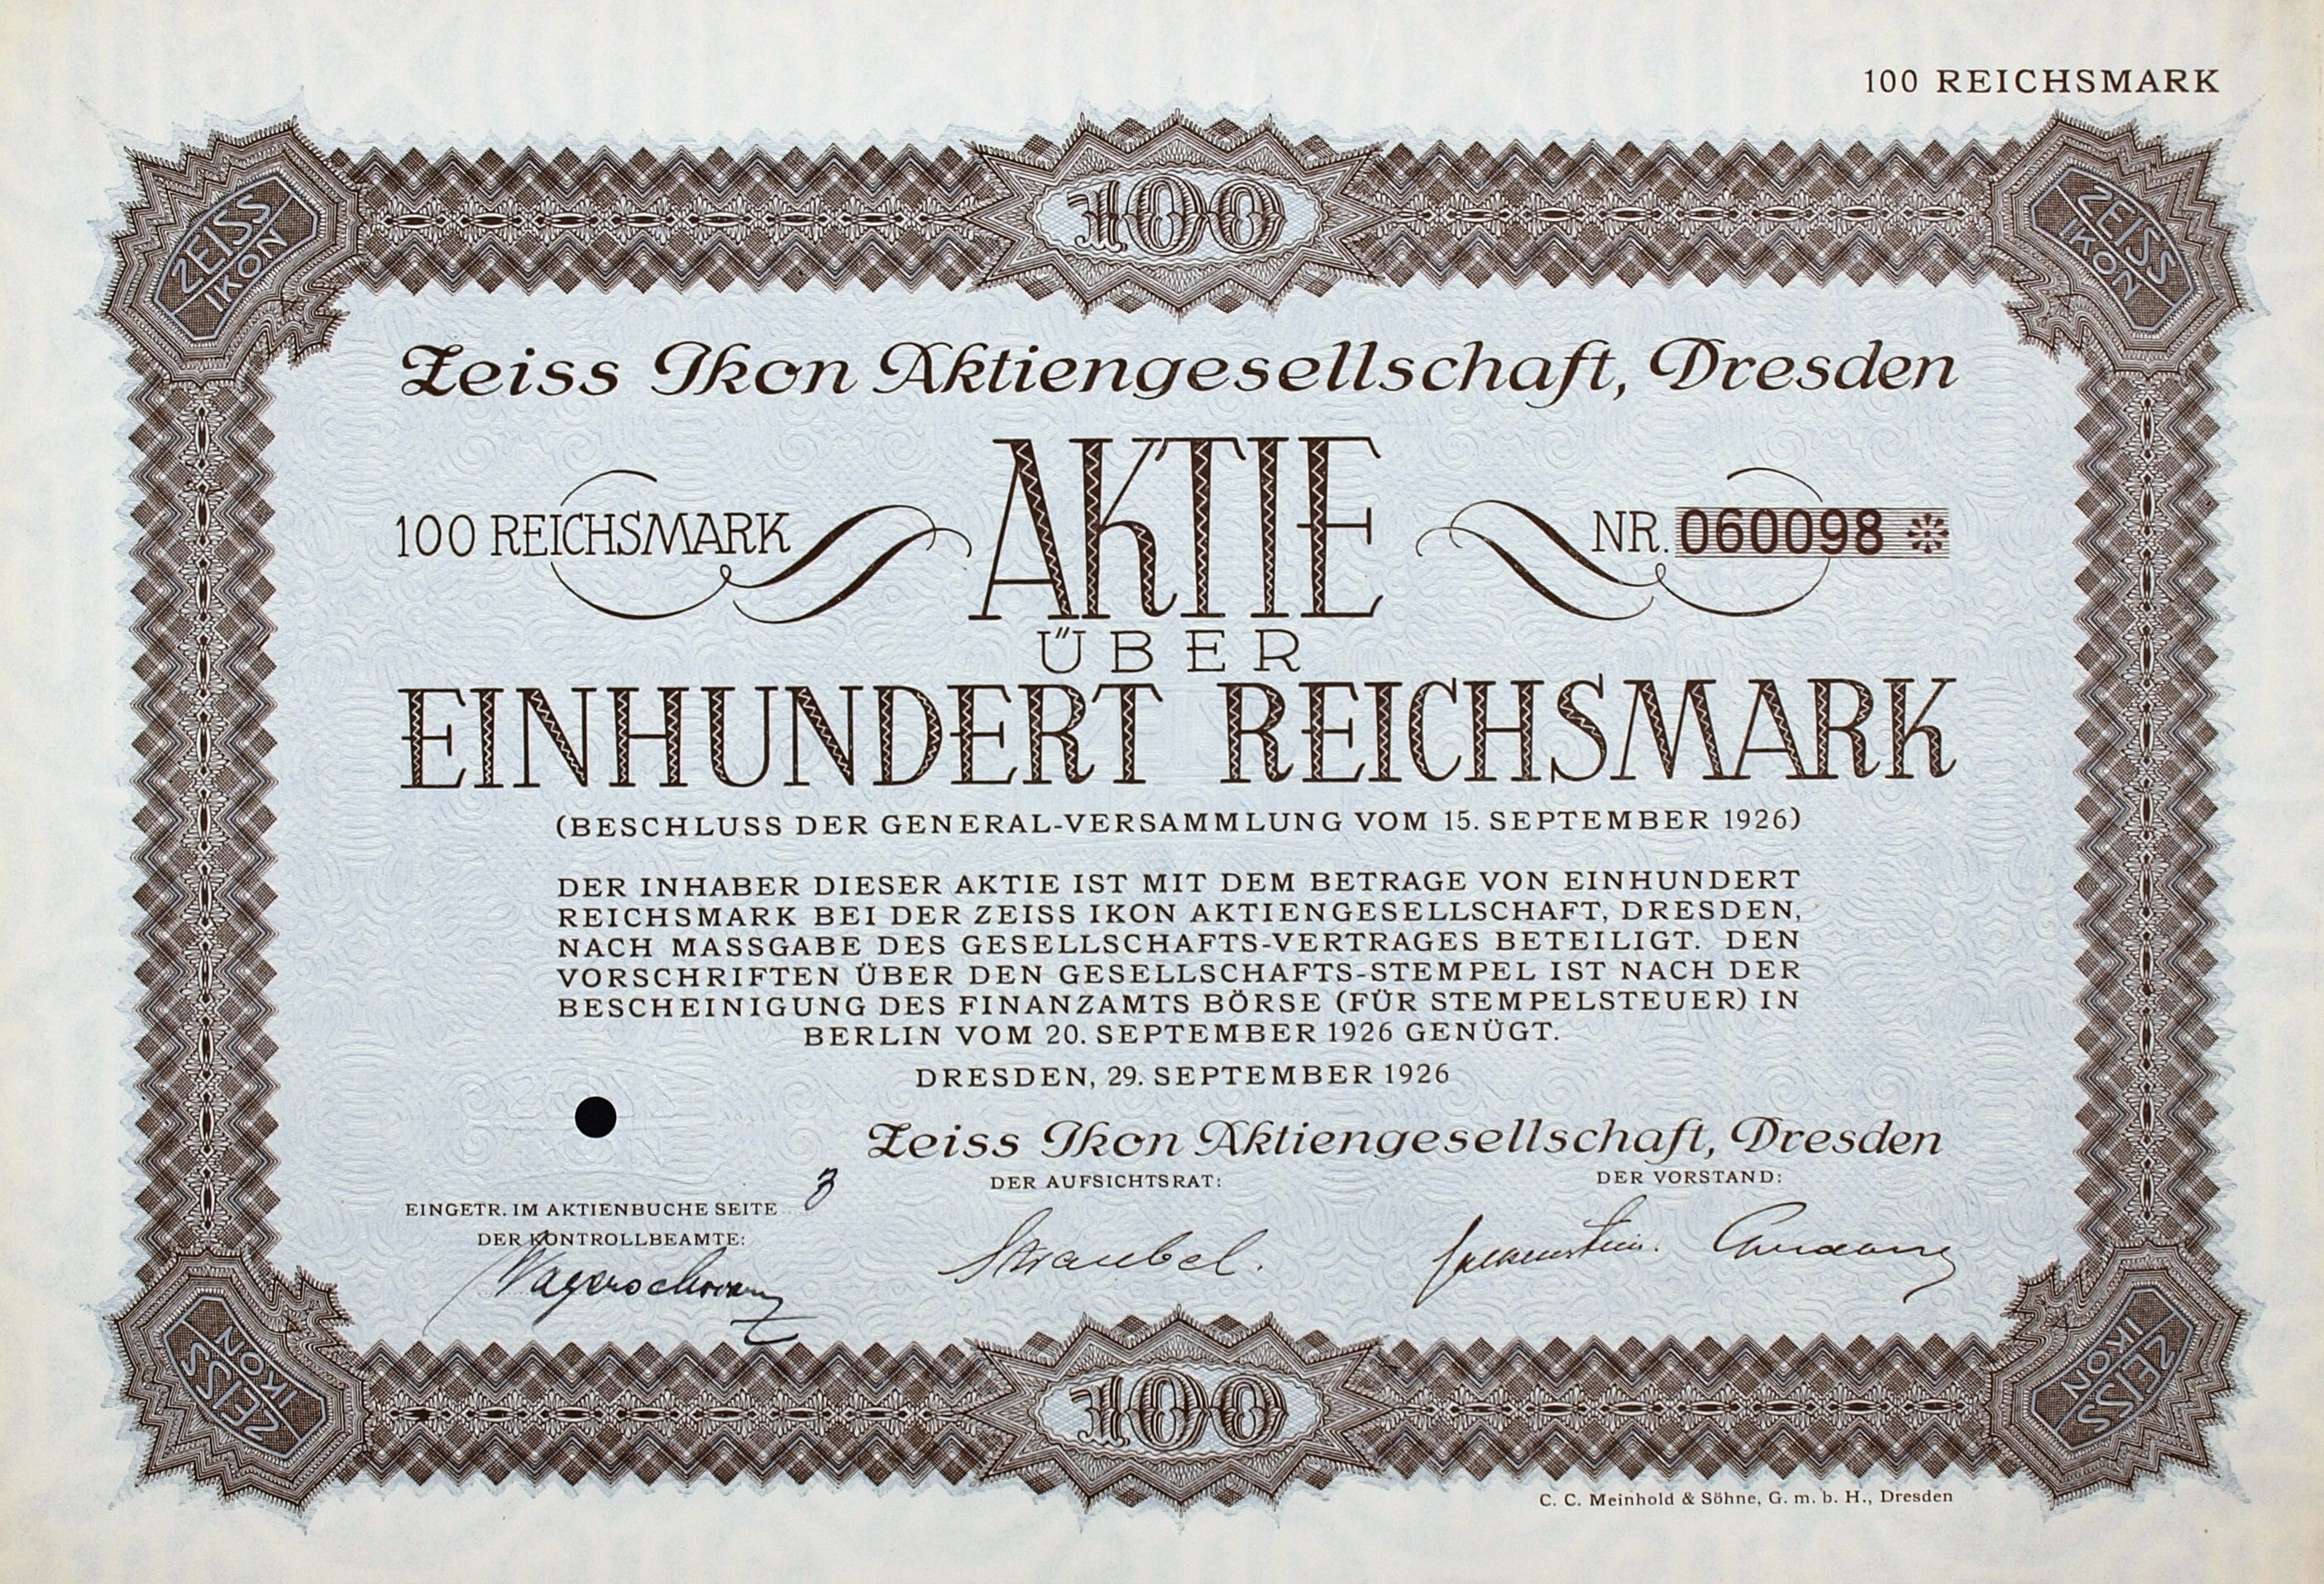 100 REICHSMARK
ZEISS IKON
100
ZEISS IKON
Zeiss Ikon Aktiengesellschaft, Dresden
AKTIE
100 REICHSMARK
NR. 060098
ÜBER
EINHUNDERT REICHSMARK
(BESCHLUSS DER GENERAL-VERSAMMLUNG VOM 15. SEPTEMBER 1926)
DER INHABER DIESER AKTIE IST MIT DEM BETRAGE VON EINHUNDERT
REICHSMARK BEI DER ZEISS IKON AKTIENGESELLSCHAFT, DRESDEN,
NACH MASSGABE DES GESELLSCHAFTS-VERTRAGES BETEILIGT. DEN
VORSCHRIFTEN ÜBER DEN GESELLSCHAFTS-STEMPEL IST NACH DER
BESCHEINIGUNG DES FINANZAMTS BÖRSE (FÜR STEMPELSTEUER) IN
BERLIN VOM 20. SEPTEMBER 1926 GENÜGT.
DRESDEN, 29. SEPTEMBER 1926
Zeiss Ikon Aktiengesellschaft, Dresden
DER AUFSICHTSRAT:
DER VORSTAND:
EINGETR. IM AKTIENBUCHE SEITE 3
DER KONTROLLBEAMTE:
Straubel.
ZEISS IKON
100
ZEISS IKON
C. C. Meinhold & Söhne, G. m. b. H., Dresden